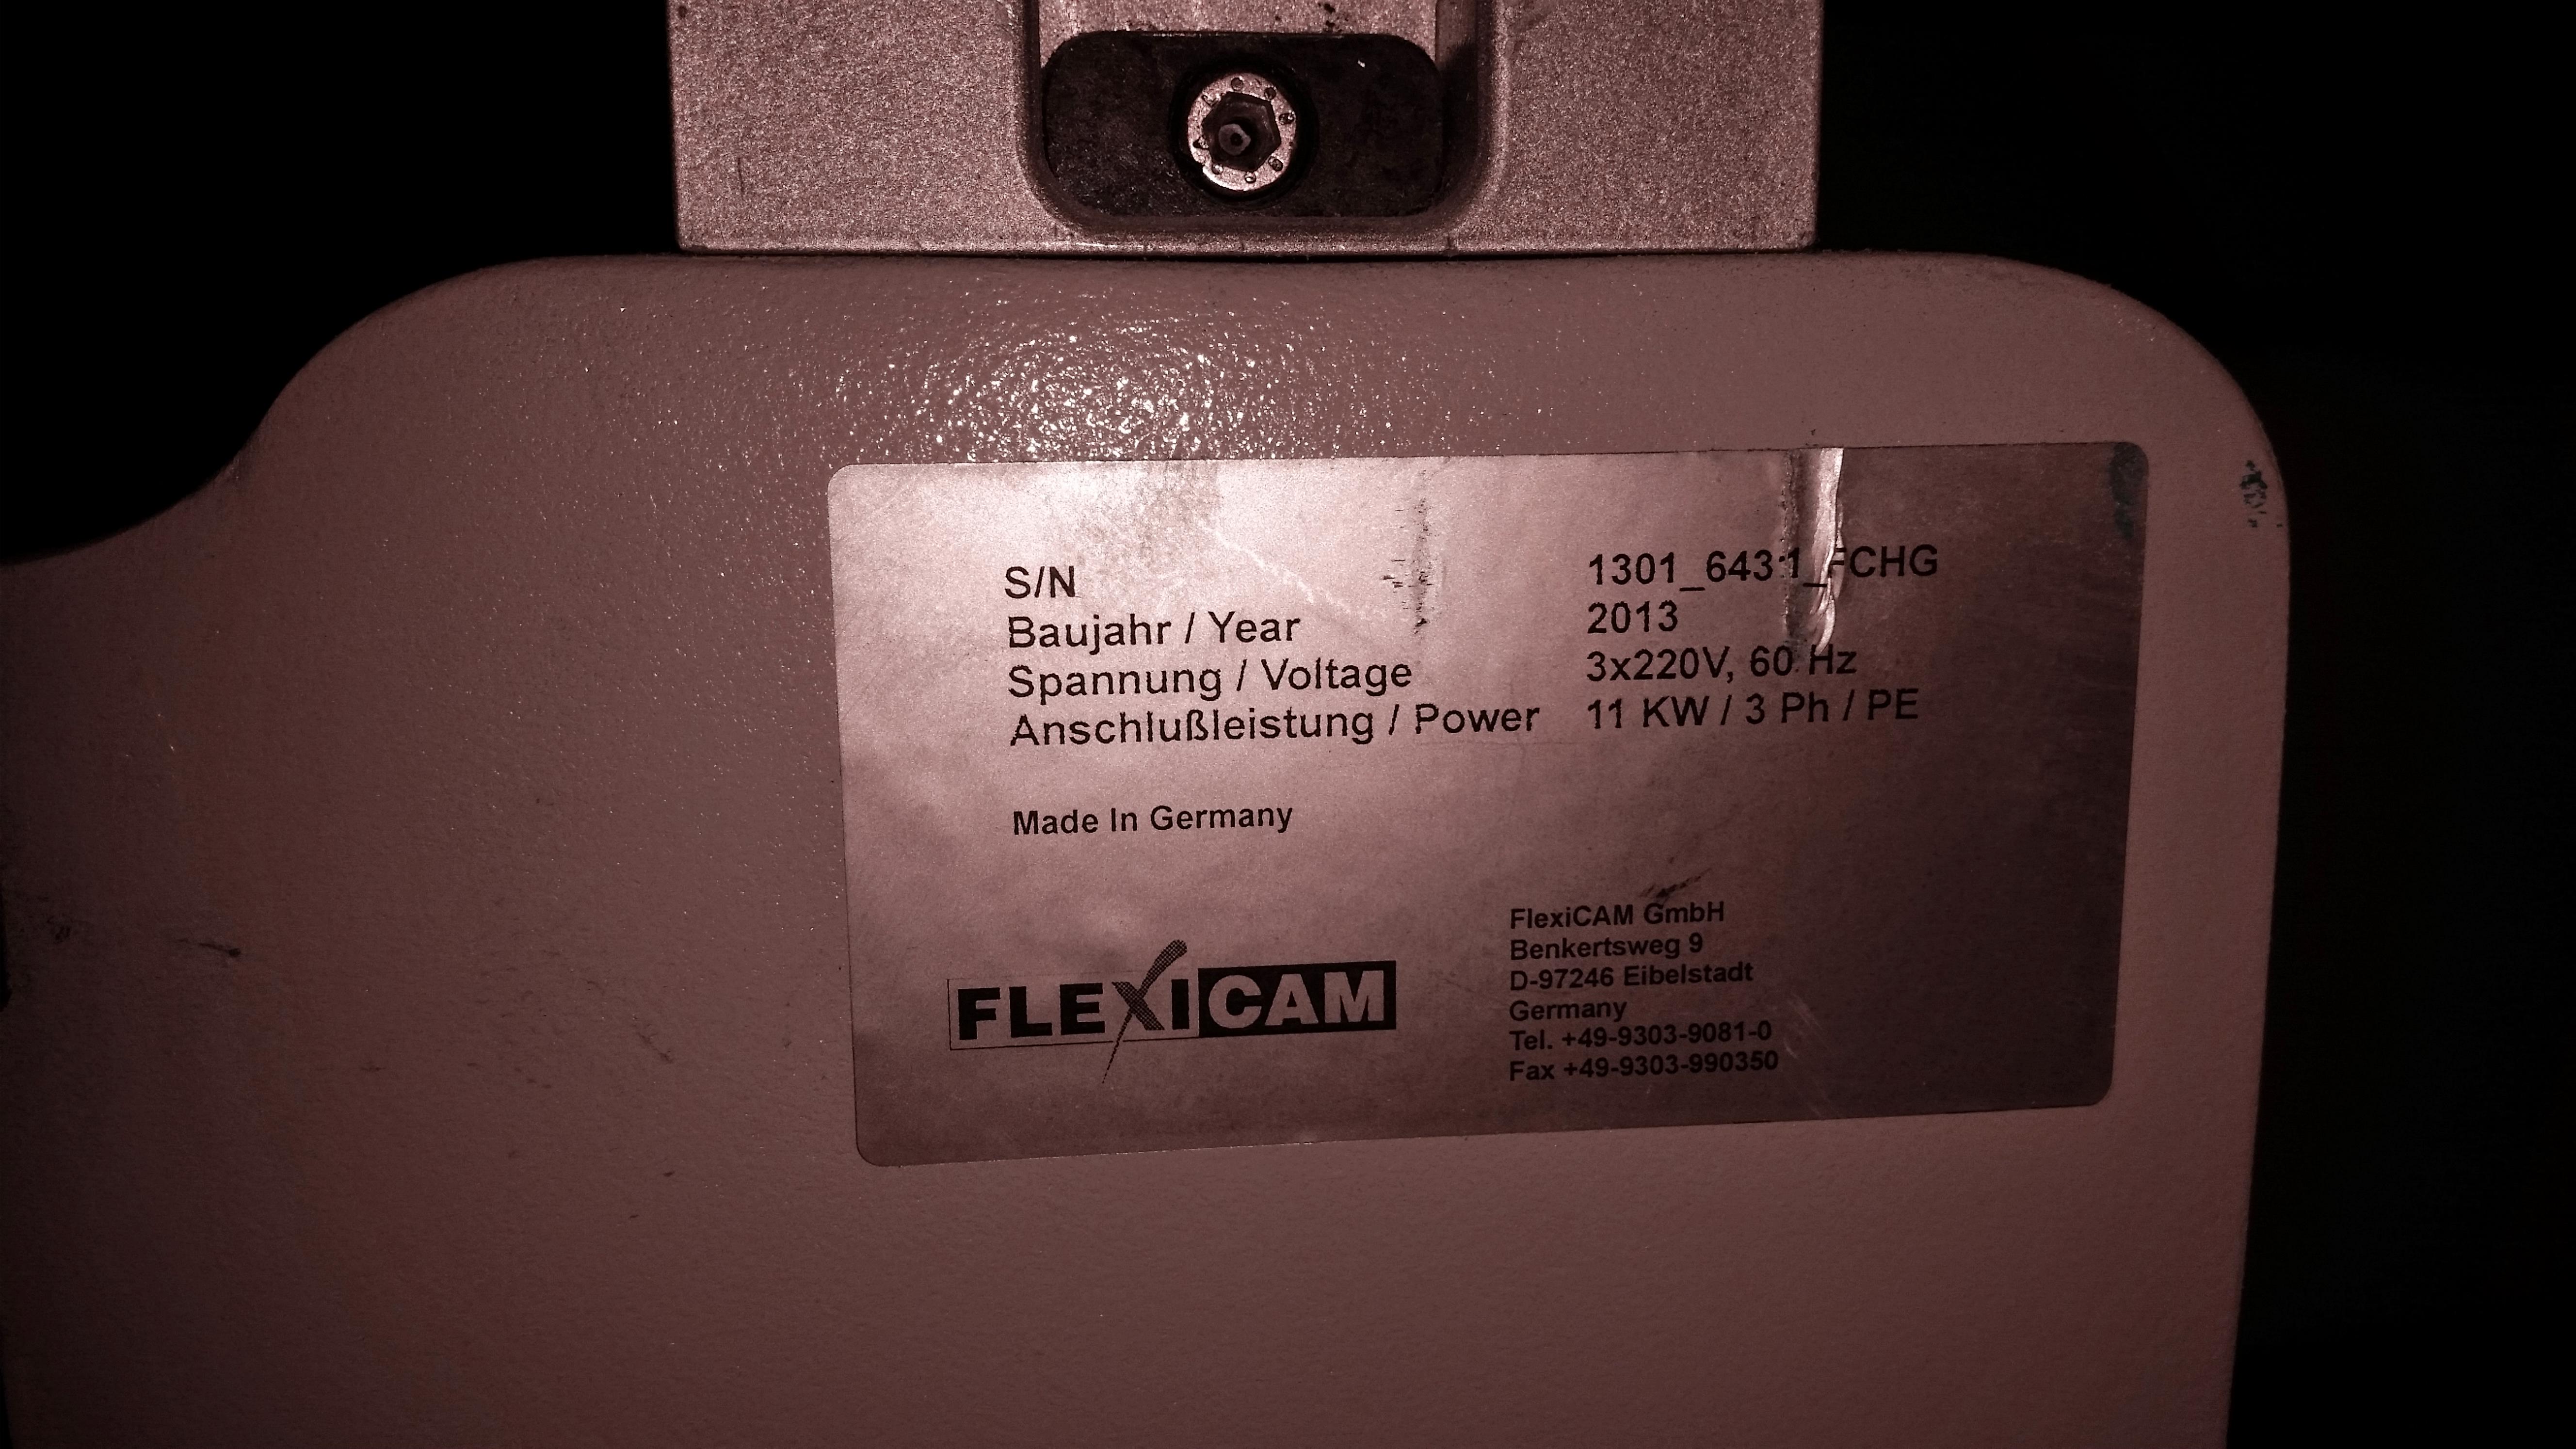 S/N 1301_6431_FCHG
Baujahr / Year 2013
Spannung / Voltage 3x220V, 60 Hz
Anschlußleistung / Power 11 KW / 3 Ph / PE
Made In Germany
FLEXICAM
FlexiCAM GmbH
Benkertsweg 9
D-97246 Eibelstadt
Germany
Tel. +49-9303-9081-0
Fax +49-9303-990350